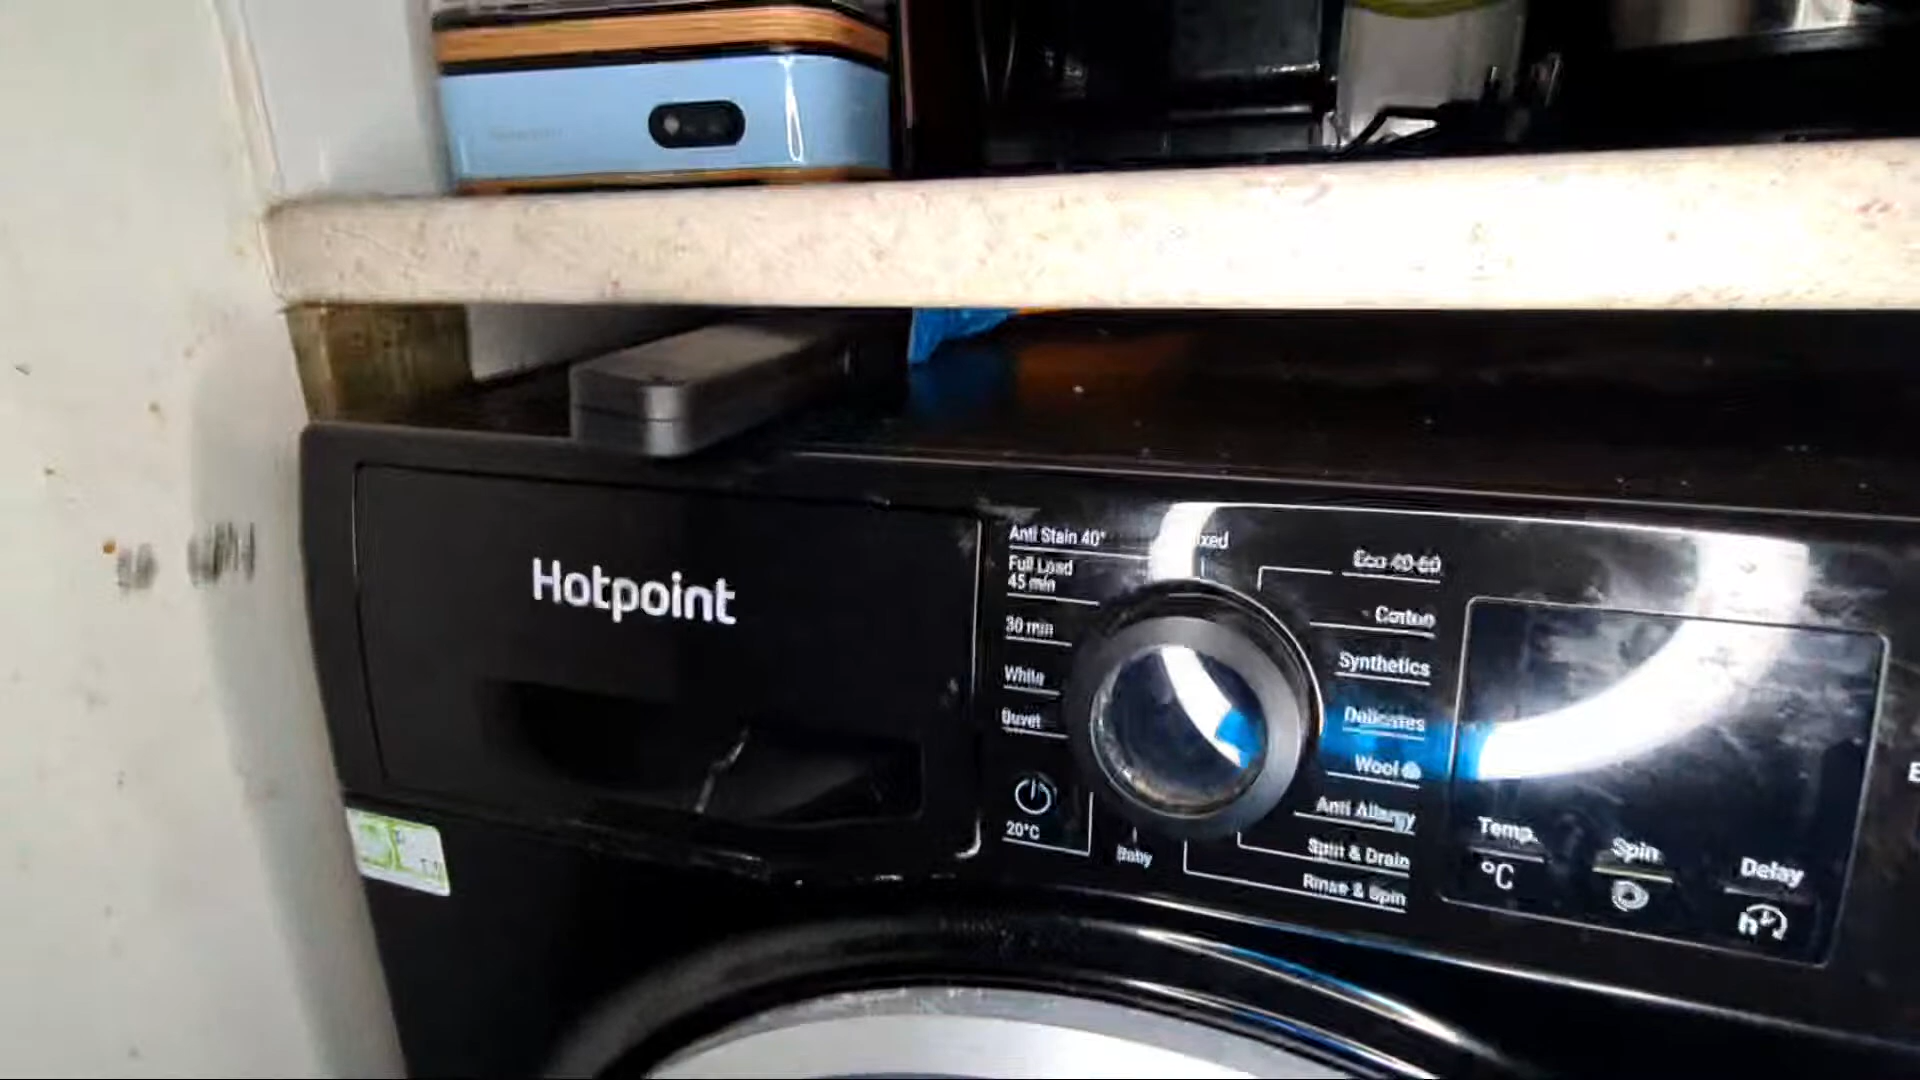 Hotpoint
Anti Stain 40°
Full Load
45 min
30 min
White
Duvet
20°C
Baby
Eco 40-60
Cotton
Synthetics
Delicates
Wool
Anti Allergy
Spin & Drain
Rinse & Spin
Temp.
°C
Spin
Delay
h